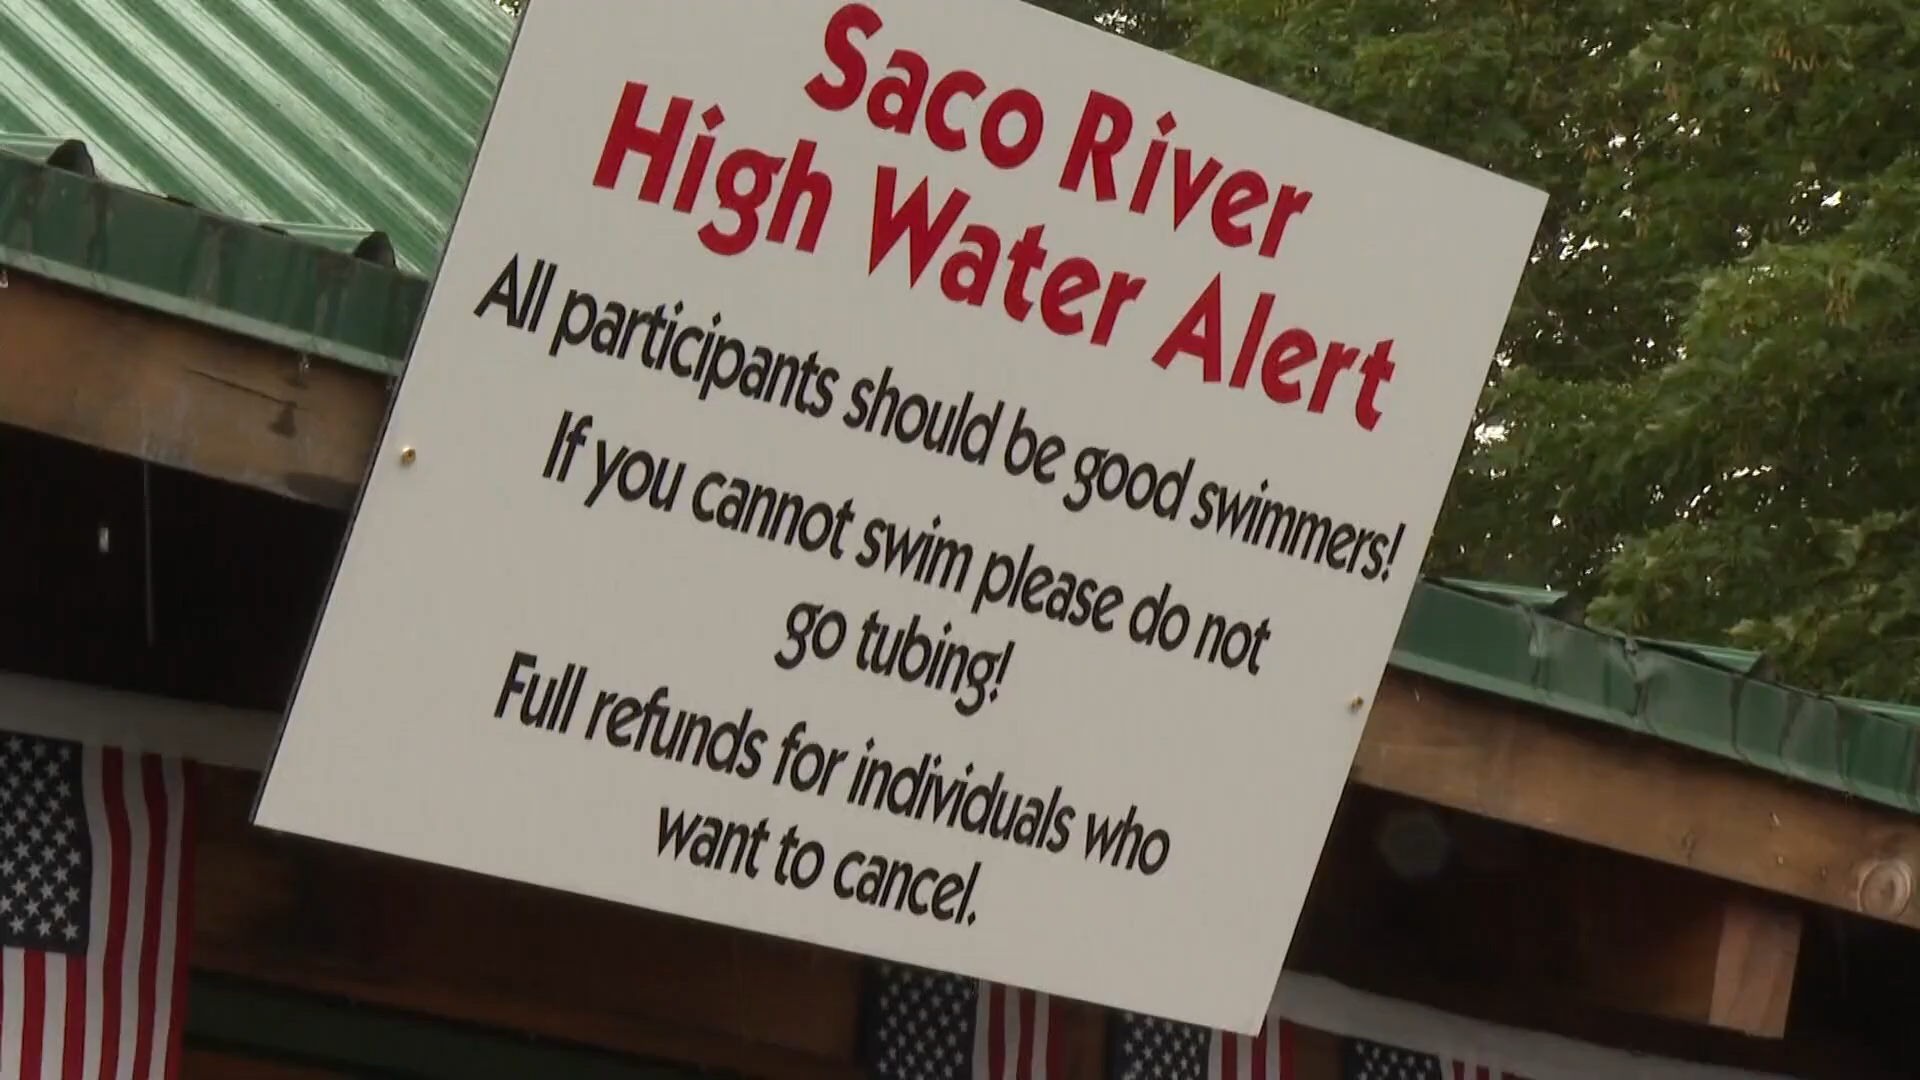 Saco River
High Water Alert
All participants should be good swimmers!
If you cannot swim please do not
go tubing!
Full refunds for individuals who
want to cancel.